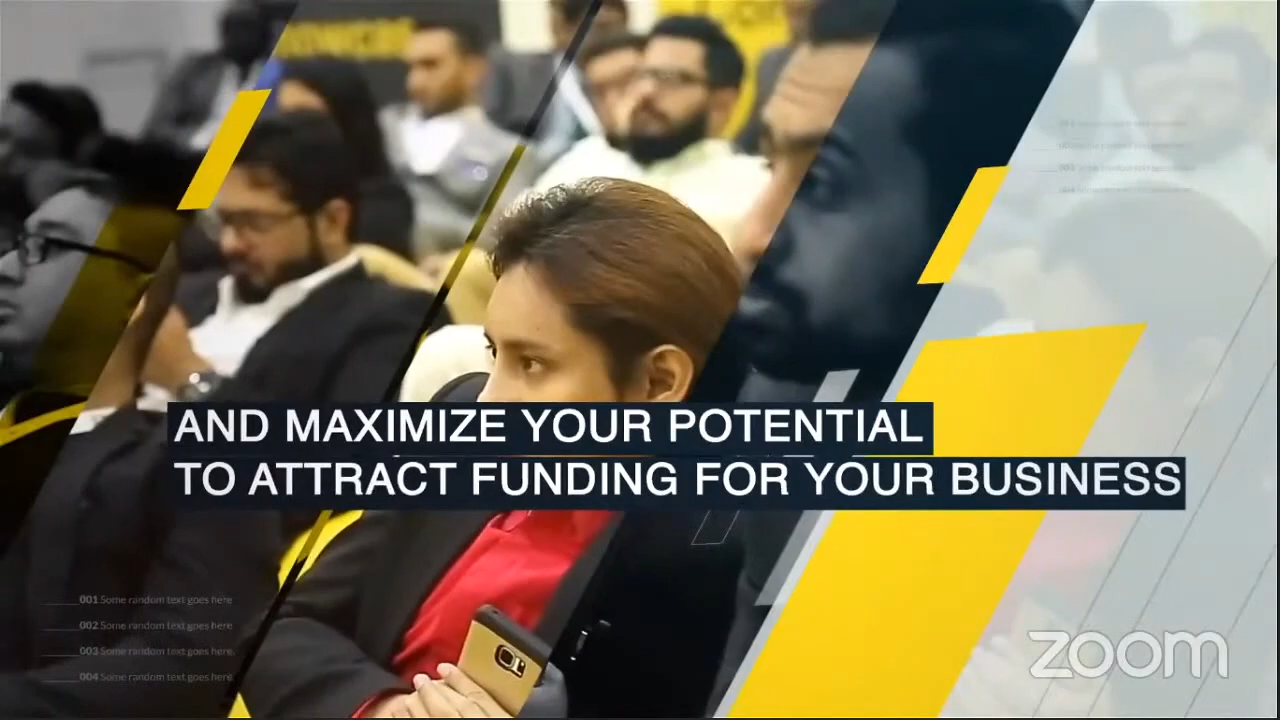 AND MAXIMIZE YOUR POTENTIAL
TO ATTRACT FUNDING FOR YOUR BUSINESS
001 Some random text goes here
002 Some random text goes here.
003 Some random text goes here.
004 Some random text goes here.
zoom